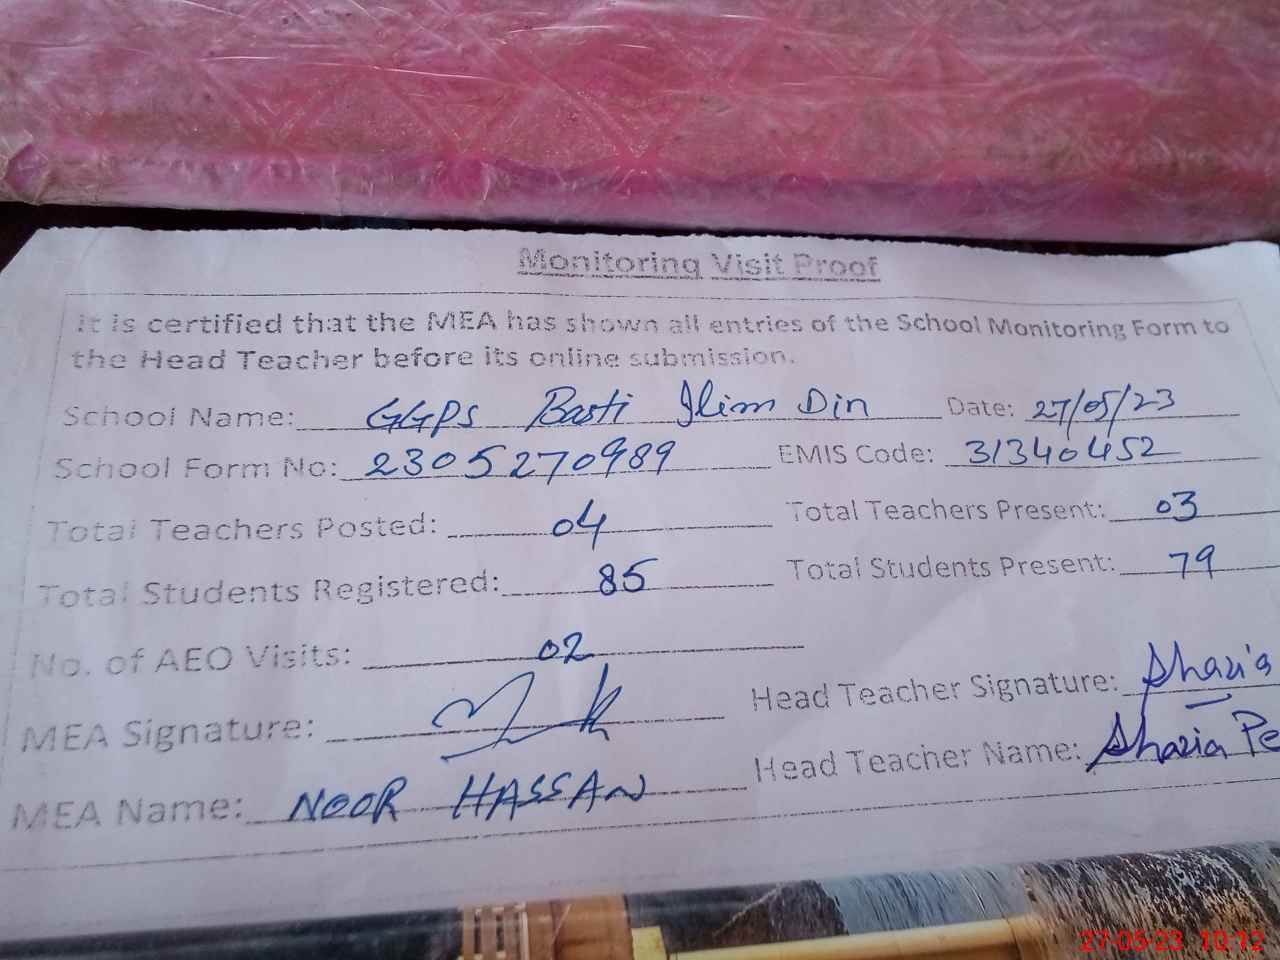 Monitoring Visit Proof
It is certified that the MEA has shown all entries of the School Monitoring Form to
the Head Teacher before its online submission.
School Name: GGPS Basti Ilim Din Date: 27/05/23
School Form No: 2305270989 EMIS Code: 31340452
Total Teachers Posted: 04 Total Teachers Present: 03
Total Students Registered: 85 Total Students Present: 79
No. of AEO Visits: 02
MEA Signature: Head Teacher Signature: Shazia
MEA Name: NOOR HASSAN Head Teacher Name: Shazia Pe
27-05-23 10:12